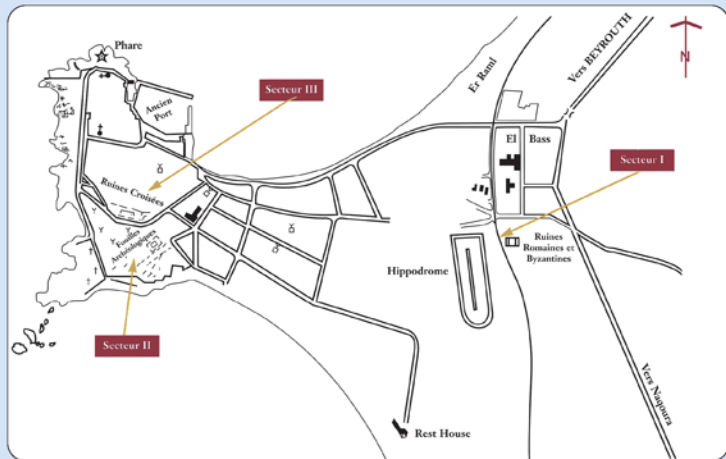 Phare
Secteur III
Ancien
Port
Er Raml
Vers BEYROUTH
N
El Bass
Secteur I
Ruines Croisées
Fouilles
Archéologiques
Ruines
Romaines et
Byzantines
Hippodrome
Secteur II
Vers Naqoura
Rest House